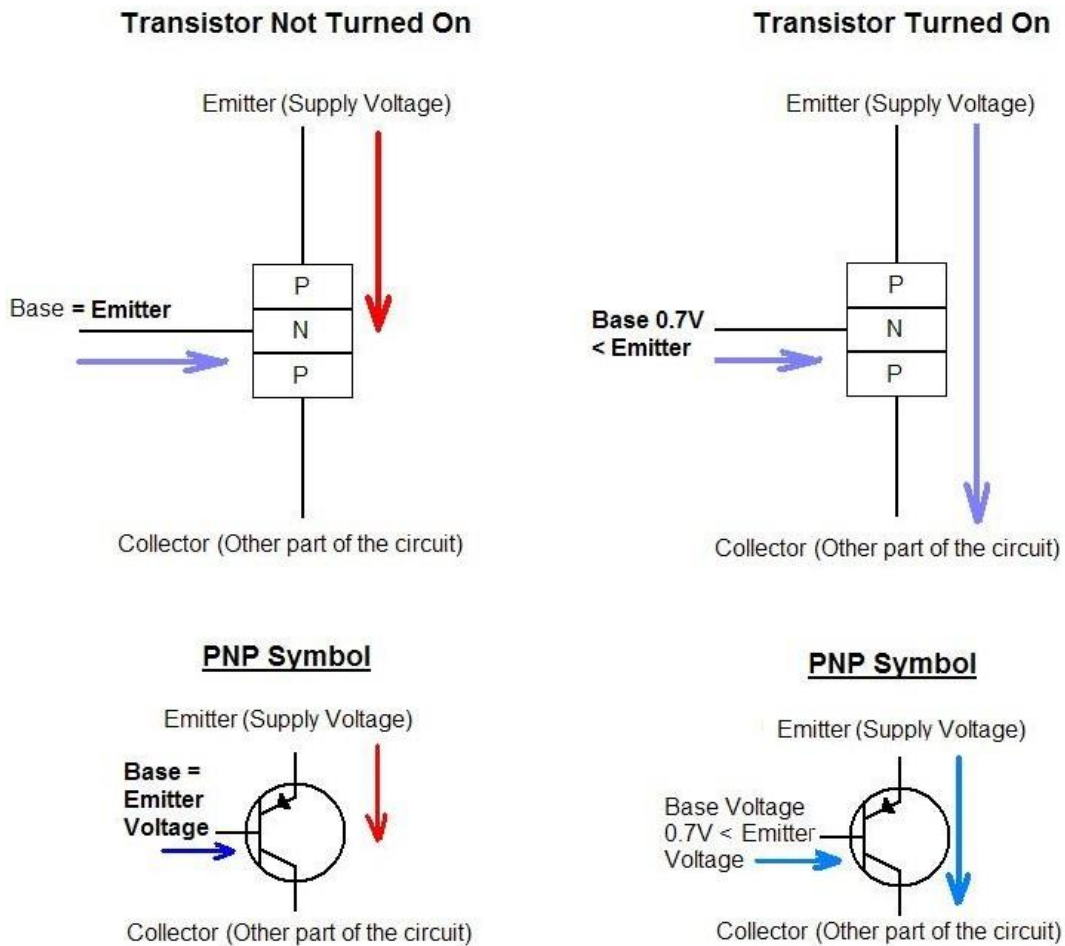 Transistor Not Turned On
Emitter (Supply Voltage)
P
Base = Emitter
N
P
Collector (Other part of the circuit)
Transistor Turned On
Emitter (Supply Voltage)
P
Base 0.7V
< Emitter
N
P
Collector (Other part of the circuit)
PNP Symbol
Emitter (Supply Voltage)
Base =
Emitter
Voltage
Collector (Other part of the circuit)
PNP Symbol
Emitter (Supply Voltage)
Base Voltage
0.7V < Emitter
Voltage
Collector (Other part of the circuit)